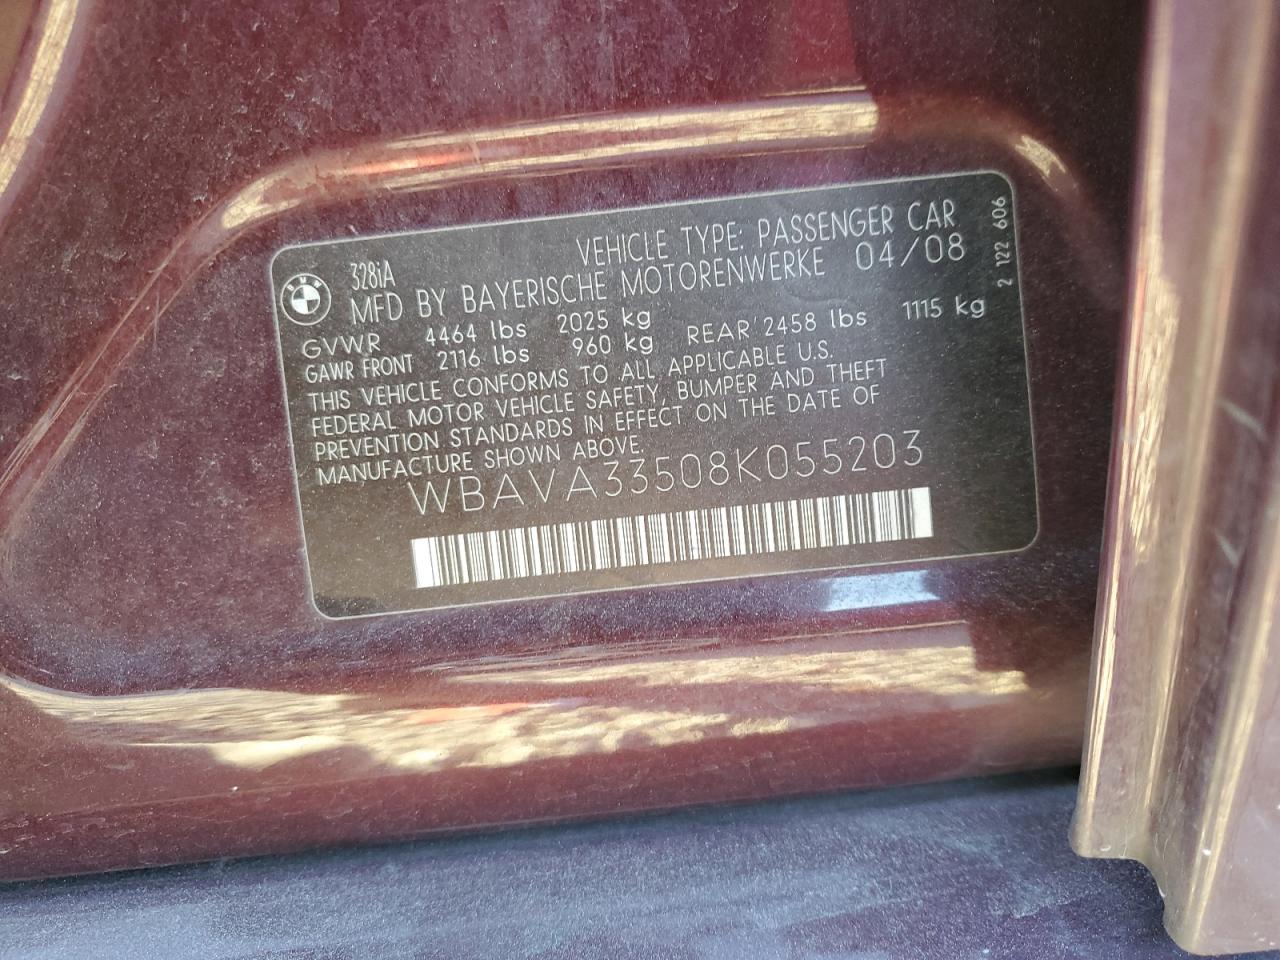 VEHICLE TYPE: PASSENGER CAR
328iA
MFD BY BAYERISCHE MOTORENWERKE 04/08
GVWR 4464 lbs 2025 kg
GAWR FRONT 2116 lbs 960 kg REAR 2458 lbs 1115 kg
THIS VEHICLE CONFORMS TO ALL APPLICABLE U.S.
FEDERAL MOTOR VEHICLE SAFETY, BUMPER AND THEFT
PREVENTION STANDARDS IN EFFECT ON THE DATE OF
MANUFACTURE SHOWN ABOVE.
WBAVA33508K055203
2 122 606
BMW